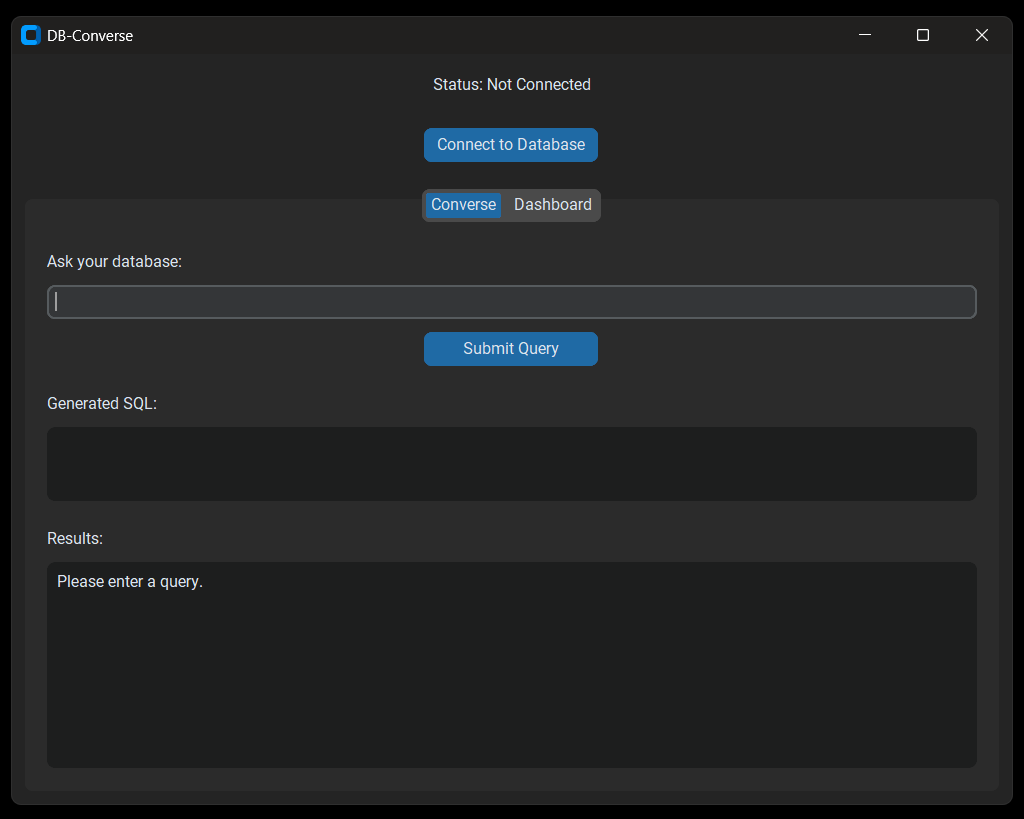 DB-Converse
Status: Not Connected
Connect to Database
Converse Dashboard
Ask your database:
Submit Query
Generated SQL:
Results:
Please enter a query.